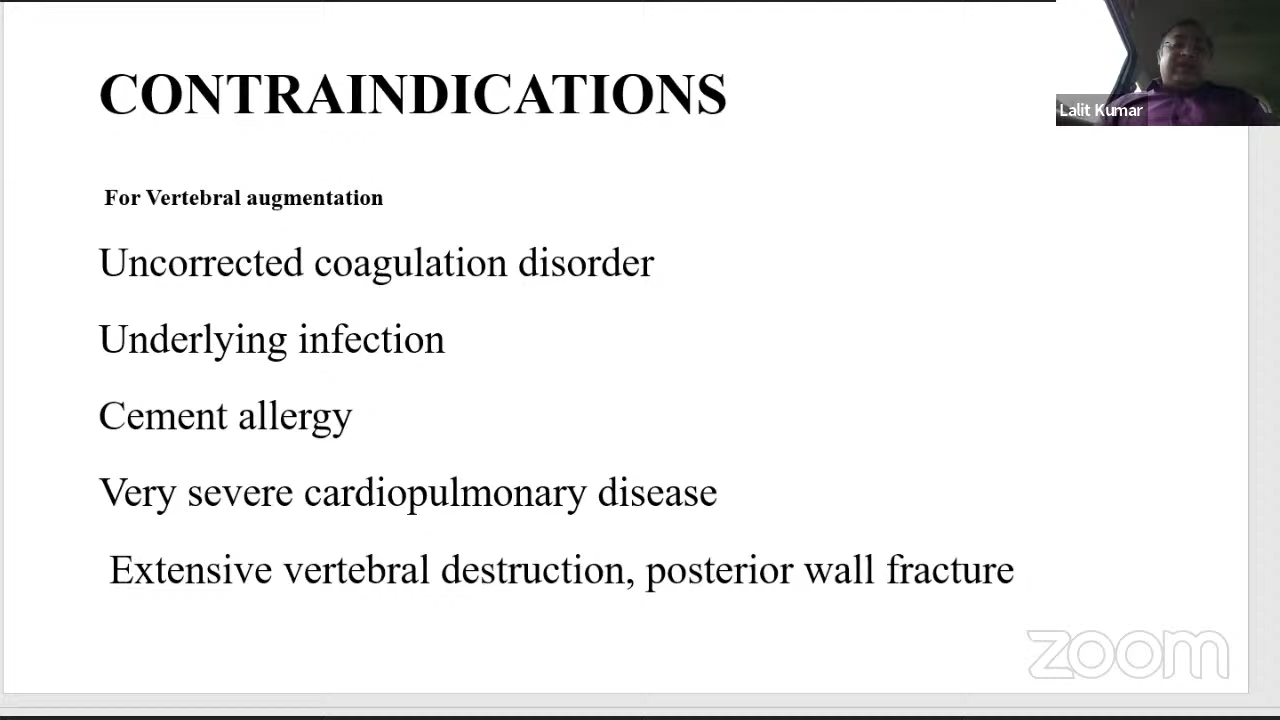 CONTRAINDICATIONS
Lalit Kumar
For Vertebral augmentation
Uncorrected coagulation disorder
Underlying infection
Cement allergy
Very severe cardiopulmonary disease
Extensive vertebral destruction, posterior wall fracture
zoom